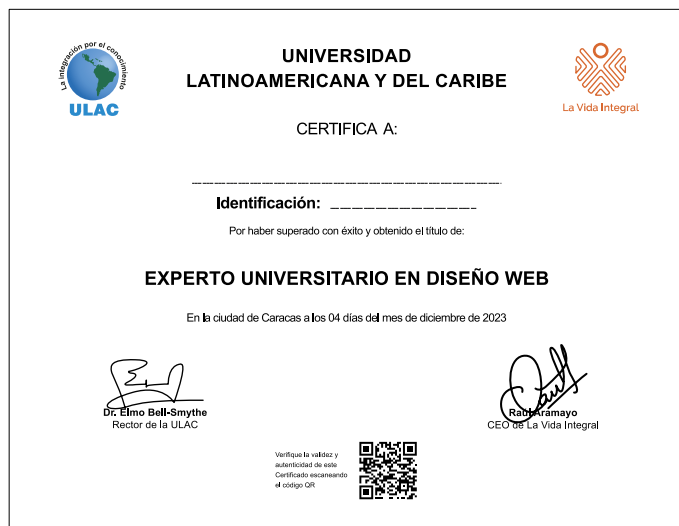 La integración por el conocimiento
ULAC
UNIVERSIDAD
LATINOAMERICANA Y DEL CARIBE
La Vida Integral
CERTIFICA A:
Identificación:
Por haber superado con éxito y obtenido el título de:
EXPERTO UNIVERSITARIO EN DISEÑO WEB
En la ciudad de Caracas a los 04 días del mes de diciembre de 2023
Dr. Elmo Bell-Smythe
Rector de la ULAC
Raúl Aramayo
CEO de La Vida Integral
Verifique la validez y
autenticidad de este
Certificado escaneando
el código QR